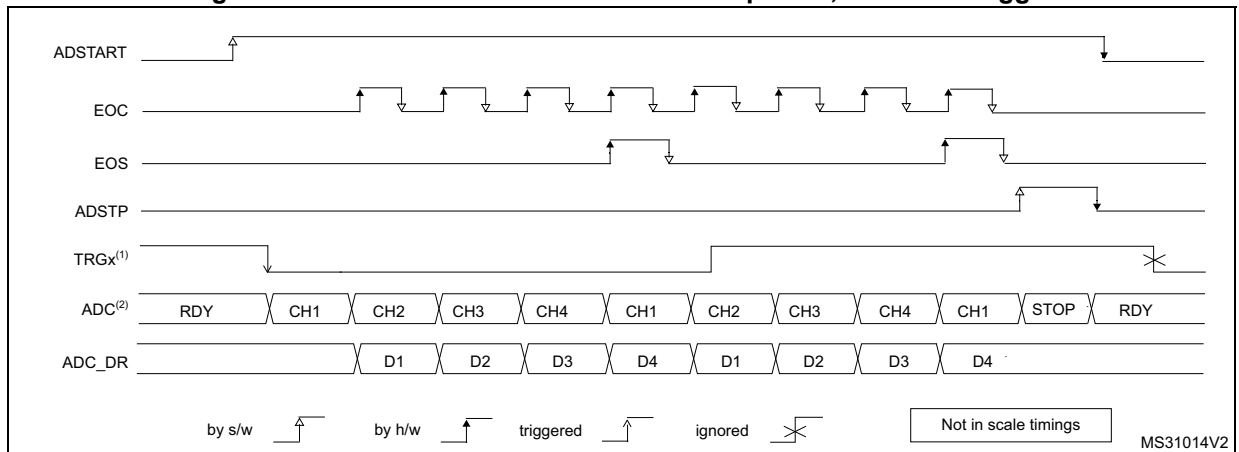 ADSTART
EOC
EOS
ADSTP
TRGx(1)
ADC(2) RDY CH1 CH2 CH3 CH4 CH1 CH2 CH3 CH4 CH1 STOP RDY
ADC_DR D1 D2 D3 D4 D1 D2 D3 D4
by s/w by h/w triggered ignored Not in scale timings
MS31014V2